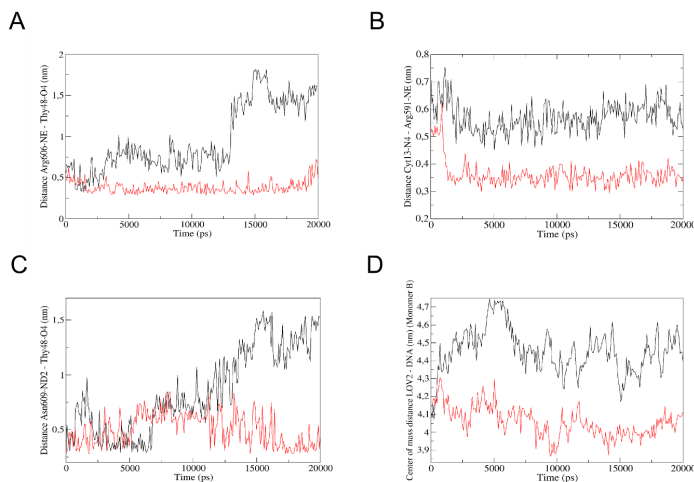 A
Distance Arg606-NE - Thy48-O4 (nm)
2
1,5
1
0,5
0
0 5000 10000 15000 20000
Time (ps)
B
Distance Cyt13-N4 - Arg591-NE (nm)
0,8
0,7
0,6
0,5
0,4
0,3
0,2
0 5000 10000 15000 20000
Time (ps)
C
Distance Asn609-ND2 - Thy48-O4 (nm)
1,5
1
0,5
0 5000 10000 15000 20000
Time (ps)
D
Center of mass distance LOV2 - DNA (nm) (Monomer B)
4,7
4,6
4,5
4,4
4,3
4,2
4,1
4
3,9
0 5000 10000 15000 20000
Time (ps)